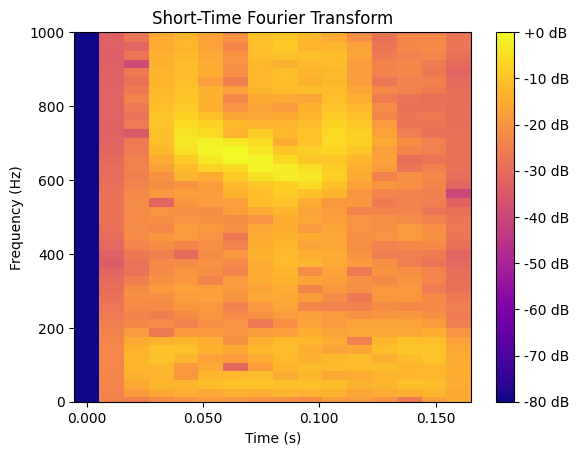 Short-Time Fourier Transform
1000
800
600
400
200
0
Frequency (Hz)
0.000
0.050
0.100
0.150
Time (s)
+0 dB
-10 dB
-20 dB
-30 dB
-40 dB
-50 dB
-60 dB
-70 dB
-80 dB